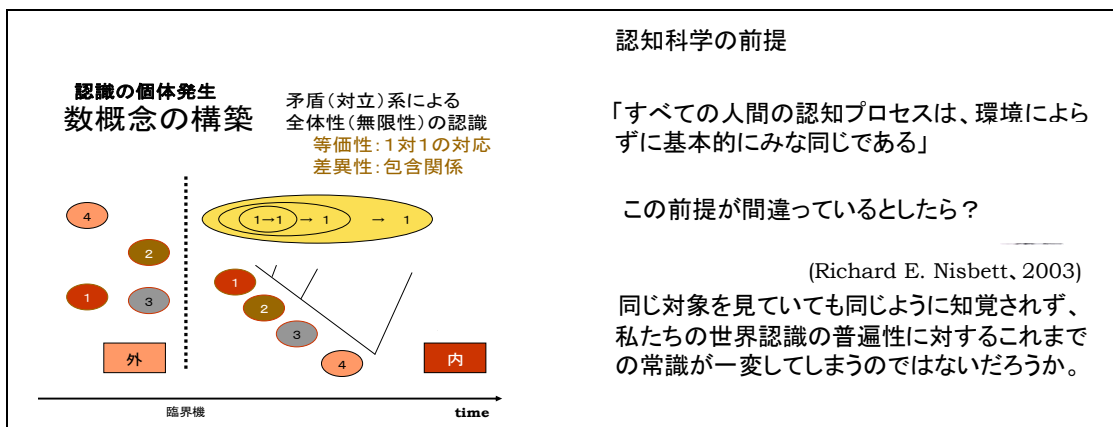 認識の個体発生
数概念の構築
矛盾(対立)系による
全体性(無限性)の認識
等価性:1対1の対応
差異性:包含関係
4
2
1
3
1→1 → 1 → 1
1
2
3
4
外
内
臨界機
time
認知科学の前提
「すべての人間の認知プロセスは、環境によら
ずに基本的にみな同じである」
この前提が間違っているとしたら?
(Richard E. Nisbett、2003)
同じ対象を見ていても同じように知覚されず、
私たちの世界認識の普遍性に対するこれまで
の常識が一変してしまうのではないだろうか。